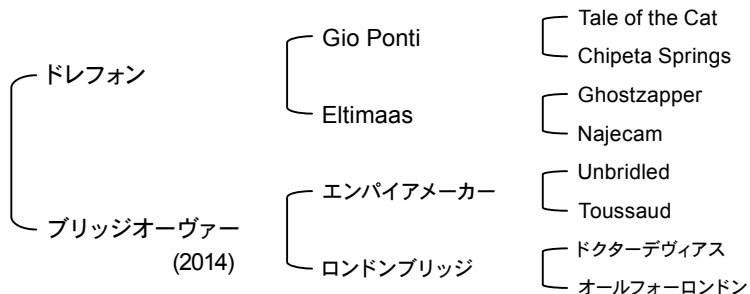 ドレフォン
ブリッジオーヴァー
(2014)
Gio Ponti
Eltimaas
エンパイアメーカー
ロンドンブリッジ
Tale of the Cat
Chipeta Springs
Ghostzapper
Najecam
Unbridled
Toussaud
ドクターデヴィアス
オールフォーロンドン